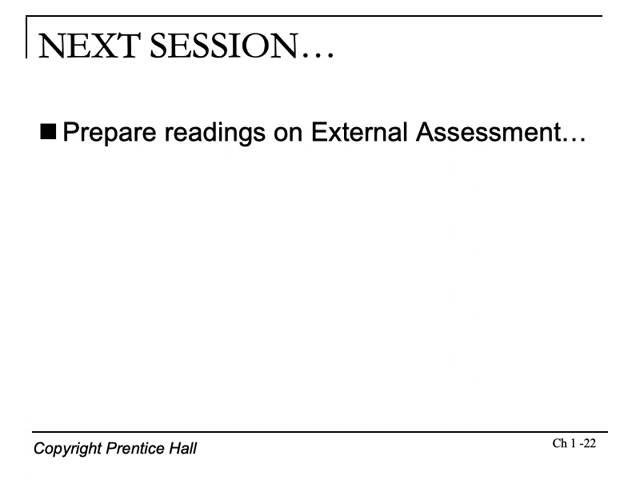 NEXT SESSION…
■ Prepare readings on External Assessment…
Copyright Prentice Hall
Ch 1 -22